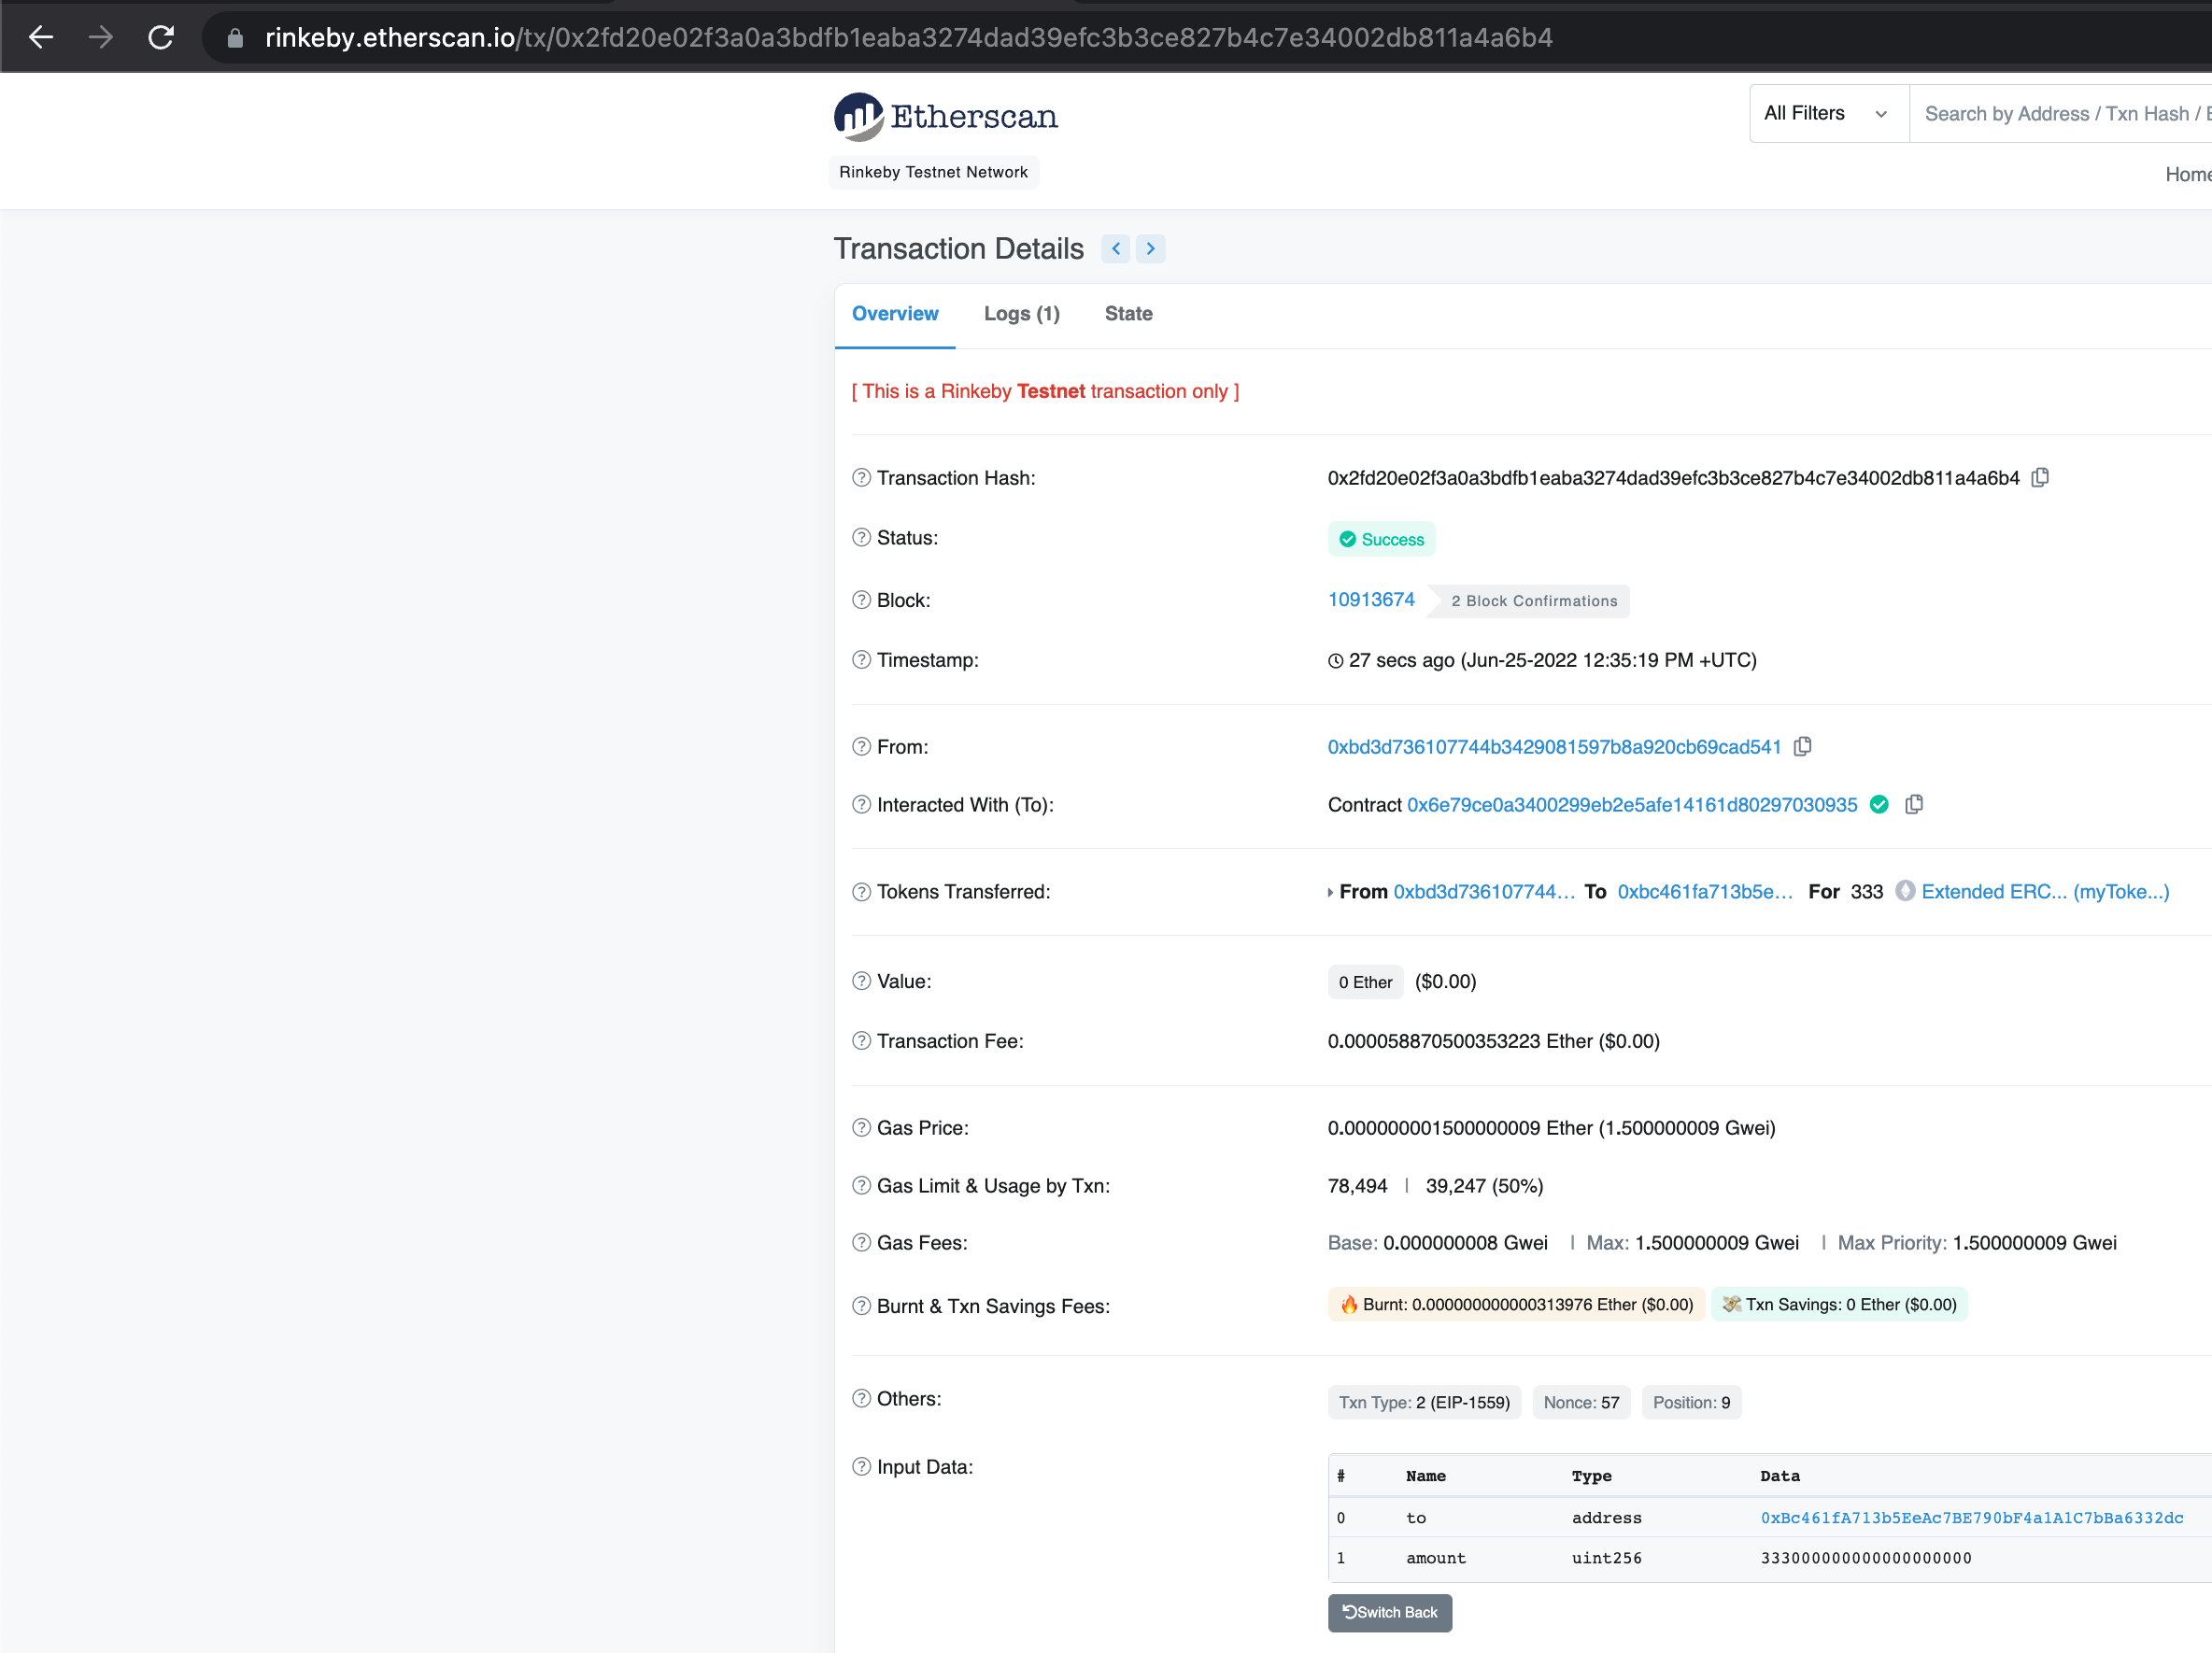 rinkeby.etherscan.io/tx/0x2fd20e02f3a0a3bdfb1eaba3274dad39efc3b3ce827b4c7e34002db811a4a6b4
Etherscan
All Filters
Search by Address / Txn Hash /
Rinkeby Testnet Network
Home
Transaction Details
Overview Logs (1) State
[ This is a Rinkeby Testnet transaction only ]
Transaction Hash: 0x2fd20e02f3a0a3bdfb1eaba3274dad39efc3b3ce827b4c7e34002db811a4a6b4
Status: Success
Block: 10913674 2 Block Confirmations
Timestamp: 27 secs ago (Jun-25-2022 12:35:19 PM +UTC)
From: 0xbd3d736107744b3429081597b8a920cb69cad541
Interacted With (To): Contract 0x6e79ce0a3400299eb2e5afe14161d80297030935
Tokens Transferred: From 0xbd3d736107744... To 0xbc461fa713b5e... For 333 Extended ERC... (myToke...)
Value: 0 Ether ($0.00)
Transaction Fee: 0.000058870500353223 Ether ($0.00)
Gas Price: 0.000000001500000009 Ether (1.500000009 Gwei)
Gas Limit & Usage by Txn: 78,494 | 39,247 (50%)
Gas Fees: Base: 0.000000008 Gwei | Max: 1.500000009 Gwei | Max Priority: 1.500000009 Gwei
Burnt & Txn Savings Fees: Burnt: 0.000000000000313976 Ether ($0.00) Txn Savings: 0 Ether ($0.00)
Others: Txn Type: 2 (EIP-1559) Nonce: 57 Position: 9
Input Data:
# Name Type Data
0 to address 0xBc461fA713b5EeAc7BE790bF4a1A1C7bBa6332dc
1 amount uint256 333000000000000000000
Switch Back